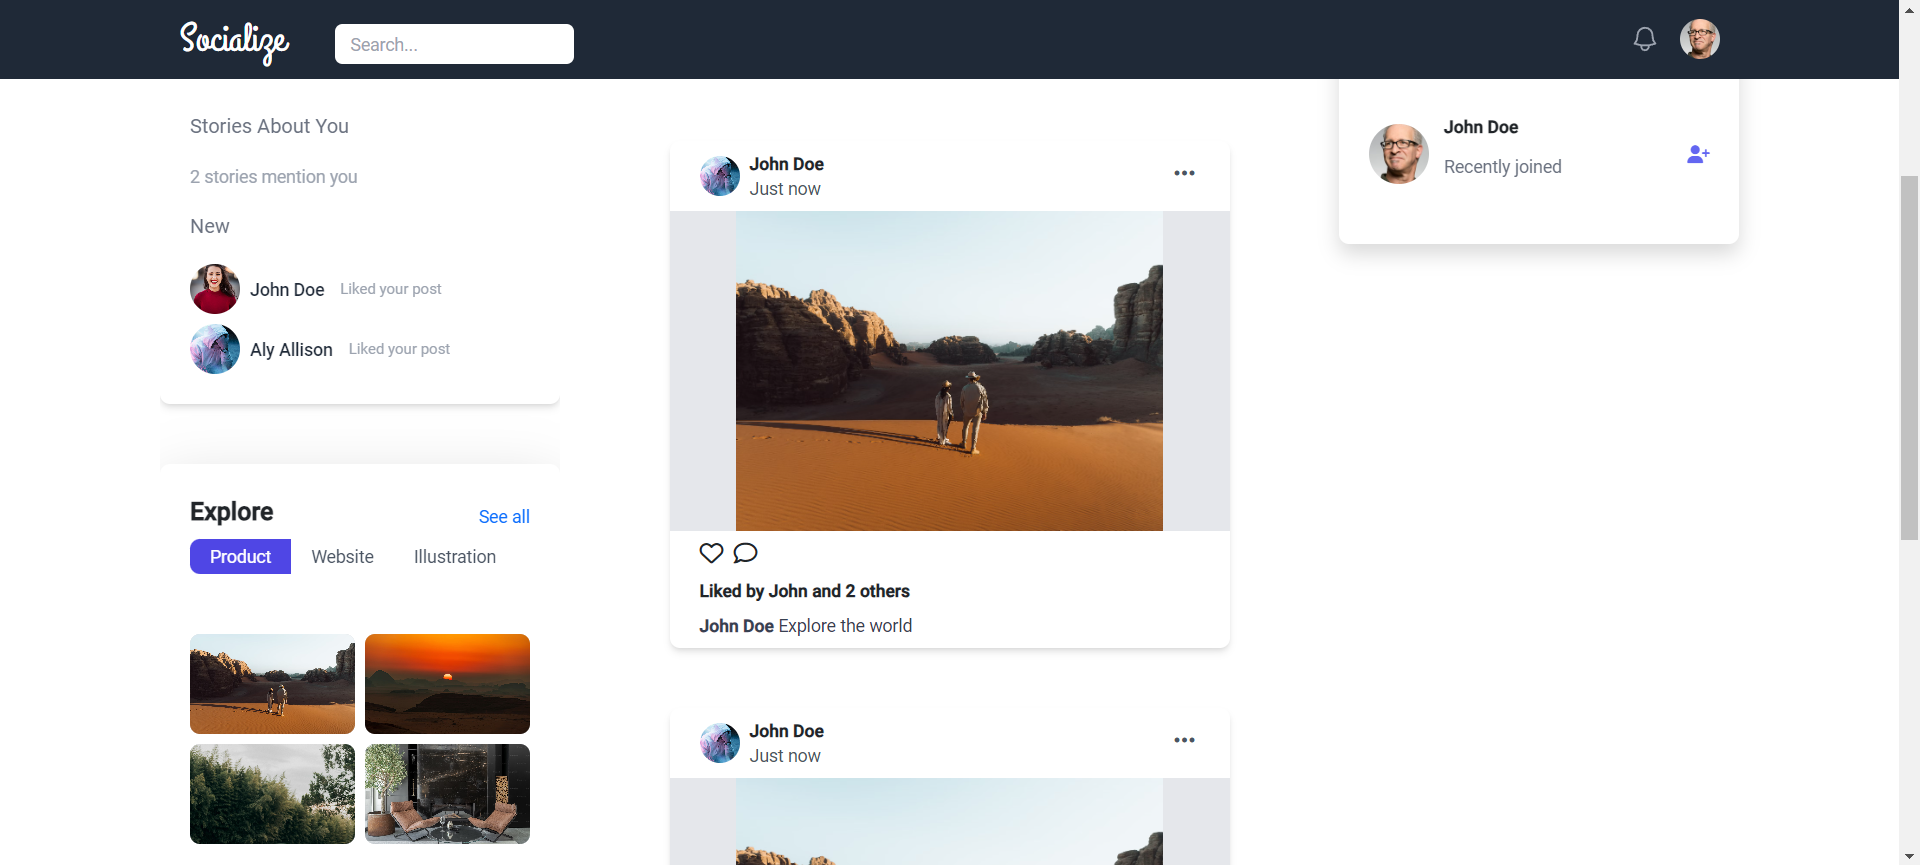 Socialize
Search...
Stories About You
2 stories mention you
New
John Doe Liked your post
Aly Allison Liked your post
Explore
See all
Product Website Illustration
John Doe
Just now
Liked by John and 2 others
John Doe Explore the world
John Doe
Just now
John Doe
Recently joined